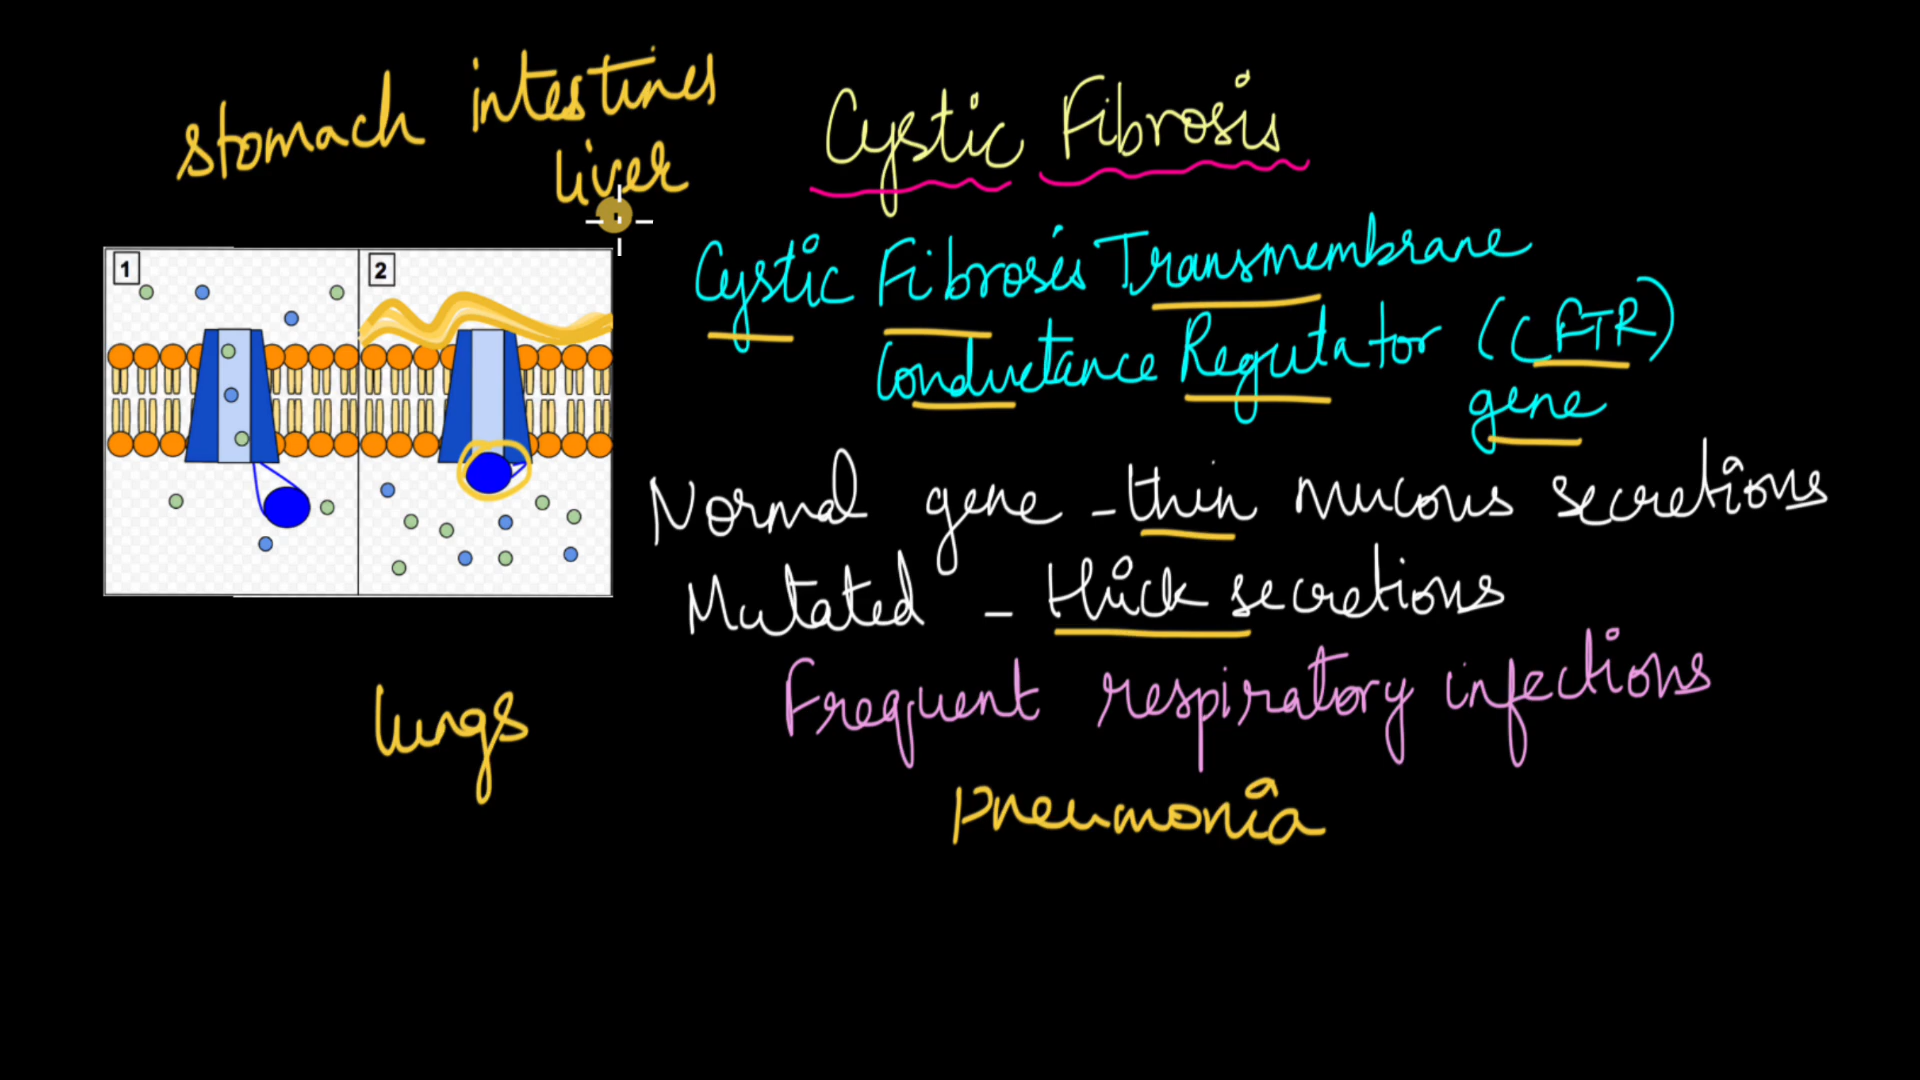 stomach intestines
liver
Cystic Fibrosis
1
2
Cystic Fibrosis Transmembrane
Conductance Regutator (CFTR)
gene
Normal gene - thin mucous secretions
Mutated - thick secretions
lungs
Frequent respiratory infections
Pneumonia